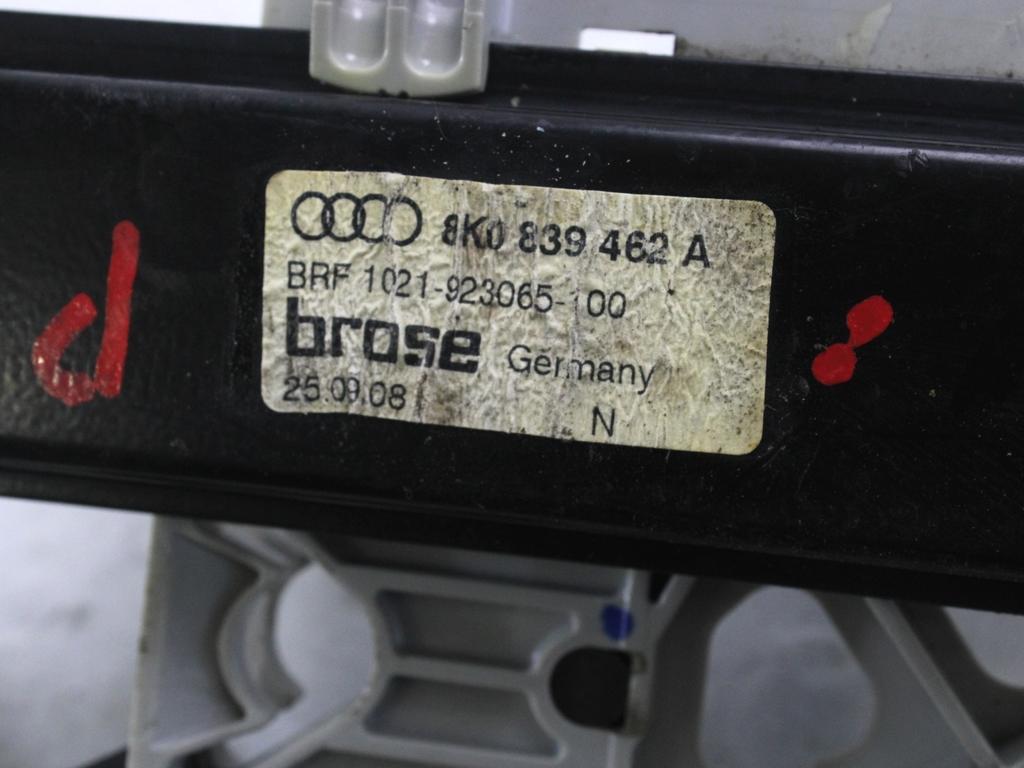 8K0 839 462 A
BRF 1021-923065-100
brose Germany
25.09.08 N
d